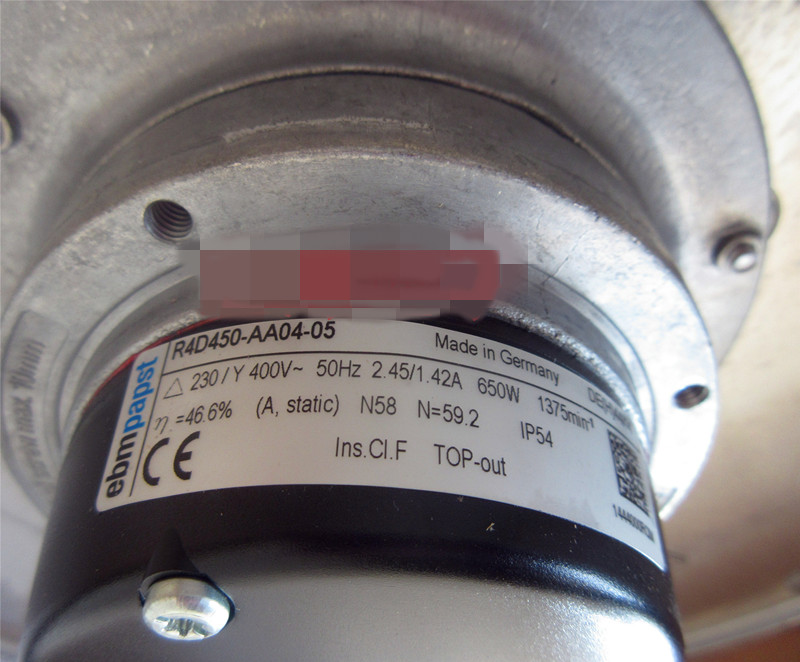 ebmpapst
R4D450-AA04-05 Made in Germany
△ 230/Y 400V~ 50Hz 2.45/1.42A 650W 1375min⁻¹
η =46.6% (A, static) N58 N=59.2 IP54
Ins.Cl.F TOP-out
CE